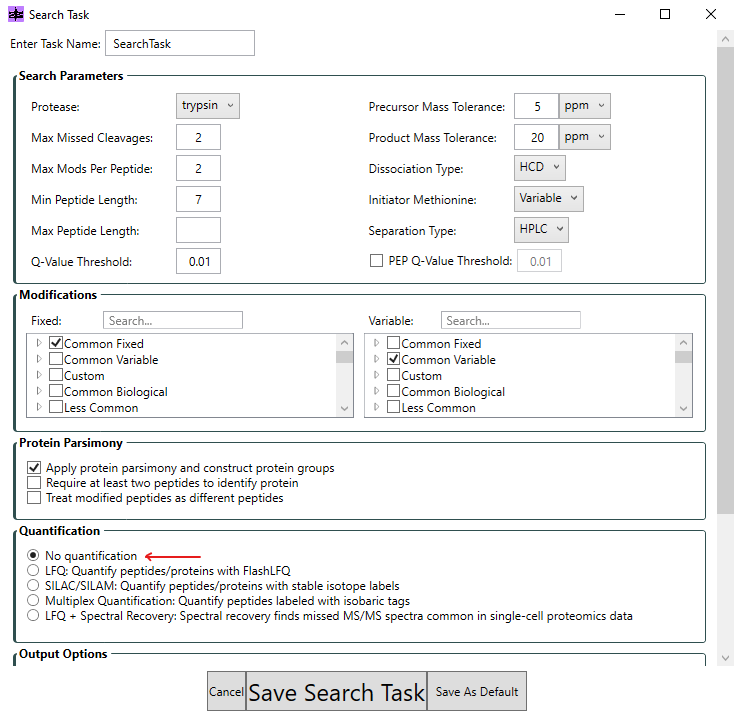 Search Task
Enter Task Name: SearchTask
Search Parameters
Protease: trypsin
Max Missed Cleavages: 2
Max Mods Per Peptide: 2
Min Peptide Length: 7
Max Peptide Length:
Q-Value Threshold: 0.01
Precursor Mass Tolerance: 5 ppm
Product Mass Tolerance: 20 ppm
Dissociation Type: HCD
Initiator Methionine: Variable
Separation Type: HPLC
PEP Q-Value Threshold: 0.01
Modifications
Fixed: Search...
Common Fixed
Common Variable
Custom
Common Biological
Less Common
Variable: Search...
Common Fixed
Common Variable
Custom
Common Biological
Less Common
Protein Parsimony
Apply protein parsimony and construct protein groups
Require at least two peptides to identify protein
Treat modified peptides as different peptides
Quantification
No quantification
LFQ: Quantify peptides/proteins with FlashLFQ
SILAC/SILAM: Quantify peptides/proteins with stable isotope labels
Multiplex Quantification: Quantify peptides labeled with isobaric tags
LFQ + Spectral Recovery: Spectral recovery finds missed MS/MS spectra common in single-cell proteomics data
Output Options
Cancel Save Search Task Save As Default